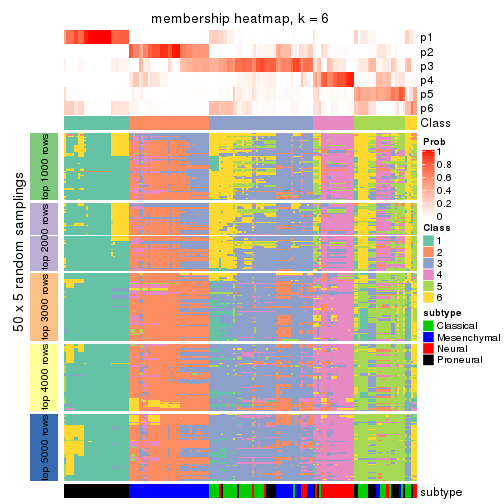 membership heatmap, k = 6
p1
p2
p3
p4
p5
p6
Class
50 x 5 random samplings
top 1000 rows
top 2000 rows
top 3000 rows
top 4000 rows
top 5000 rows
subtype
Prob
1
0.8
0.6
0.4
0.2
0
Class
1
2
3
4
5
6
subtype
Classical
Mesenchymal
Neural
Proneural